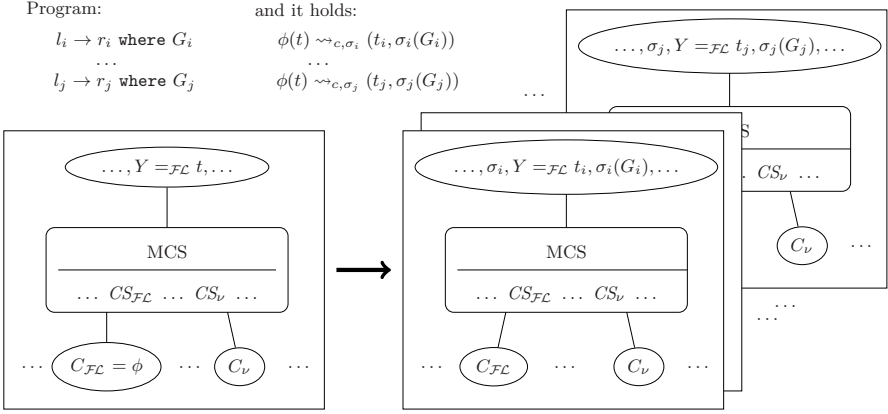 Program:
and it holds:
l_i → r_i where G_i
ϕ(t) ⇝_{c,σ_i} (t_i, σ_i(G_i))
...
...
l_j → r_j where G_j
ϕ(t) ⇝_{c,σ_j} (t_j, σ_j(G_j))
..., Y =_{ℱℒ} t, ...
MCS
... CS_{ℱℒ} ... CS_ν ...
... C_{ℱℒ} = ϕ ... C_ν ...
..., σ_i, Y =_{ℱℒ} t_i, σ_i(G_i), ...
MCS
... CS_{ℱℒ} ... CS_ν ...
... C_{ℱℒ} ... C_ν ...
...
..., σ_j, Y =_{ℱℒ} t_j, σ_j(G_j), ...
S
. CS_ν ...
C_ν ...
...
...